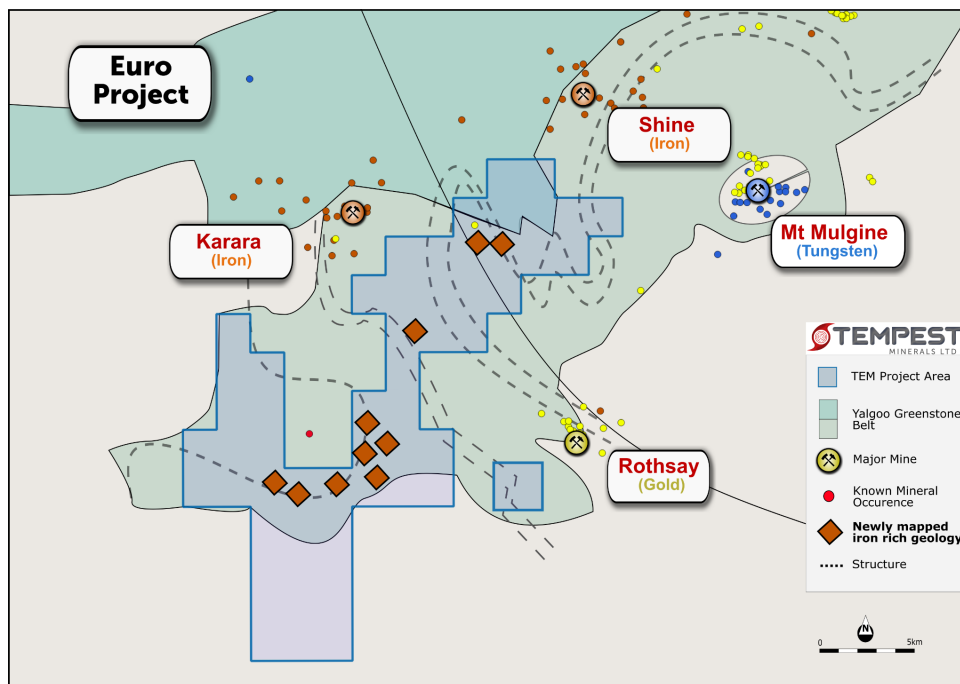 Euro
Project
Shine
(Iron)
Karara
(Iron)
Mt Mulgine
(Tungsten)
Rothsay
(Gold)
TEMPEST
MINERALS LTD
TEM Project Area
Yalgoo Greenstone
Belt
Major Mine
Known Mineral
Occurence
Newly mapped
iron rich geology
Structure
N
0
5km